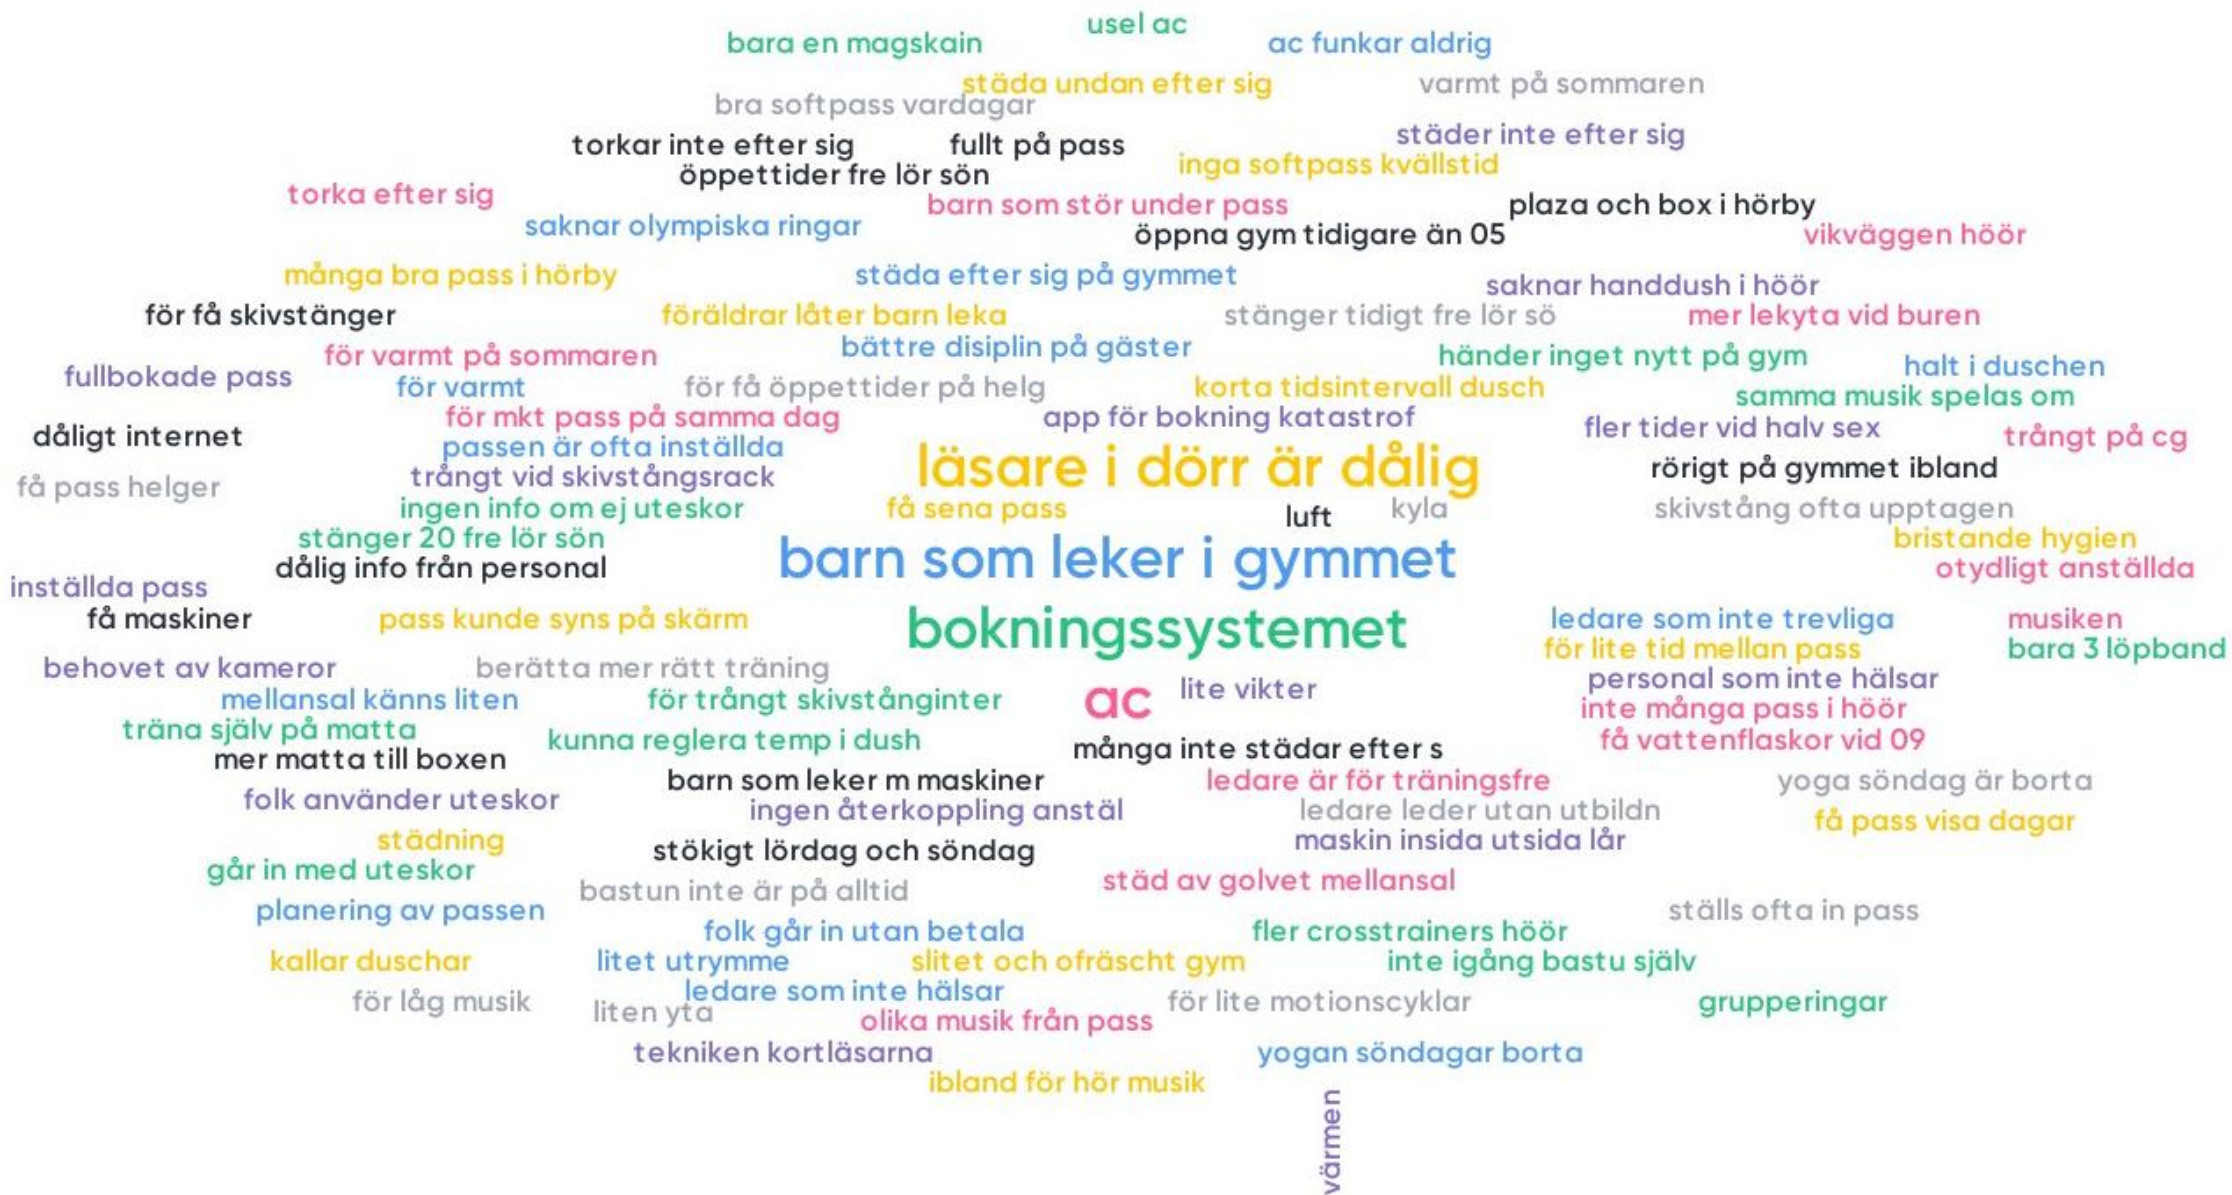 usel ac
bara en magskain
ac funkar aldrig
städa undan efter sig
varmt på sommaren
bra softpass vardagar
torkar inte efter sig
fullt på pass
städer inte efter sig
öppettider fre lör sön
inga softpass kvällstid
torka efter sig
barn som stör under pass
plaza och box i hörby
saknar olympiska ringar
öppna gym tidigare än 05
vikväggen höör
många bra pass i hörby
städa efter sig på gymmet
saknar handdush i höör
för få skivstänger
föräldrar låter barn leka
stänger tidigt fre lör sö
mer lekyta vid buren
för varmt på sommaren
bättre disiplin på gäster
händer inget nytt på gym
halt i duschen
fullbokade pass
för varmt
för få öppettider på helg
korta tidsintervall dusch
samma musik spelas om
för mkt pass på samma dag
app för bokning katastrof
fler tider vid halv sex
trångt på cg
dåligt internet
passen är ofta inställda
läsare i dörr är dålig
rörigt på gymmet ibland
trångt vid skivstångsrack
få pass helger
ingen info om ej uteskor
få sena pass
luft
kyla
skivstång ofta upptagen
stänger 20 fre lör sön
bristande hygien
dålig info från personal
barn som leker i gymmet
otydligt anställda
inställda pass
få maskiner
pass kunde syns på skärm
bokningssystemet
ledare som inte trevliga
musiken
för lite tid mellan pass
bara 3 löpband
behovet av kameror
berätta mer rätt träning
personal som inte hälsar
mellansal känns liten
för trångt skivstånginter
ac
lite vikter
inte många pass i höör
träna själv på matta
kunna reglera temp i dush
få vattenflaskor vid 09
mer matta till boxen
många inte städar efter s
barn som leker m maskiner
ledare är för träningsfre
yoga söndag är borta
folk använder uteskor
ingen återkoppling anstäl
ledare leder utan utbildn
få pass visa dagar
städning
stökigt lördag och söndag
maskin insida utsida lår
går in med uteskor
bastun inte är på alltid
städ av golvet mellansal
planering av passen
ställs ofta in pass
folk går in utan betala
fler crosstrainers höör
kallar duschar
litet utrymme
slitet och ofräscht gym
inte igång bastu själv
för låg musik
liten yta
ledare som inte hälsar
för lite motionscyklar
grupperingar
olika musik från pass
tekniken kortläsarna
yogan söndagar borta
ibland för hör musik
värmen